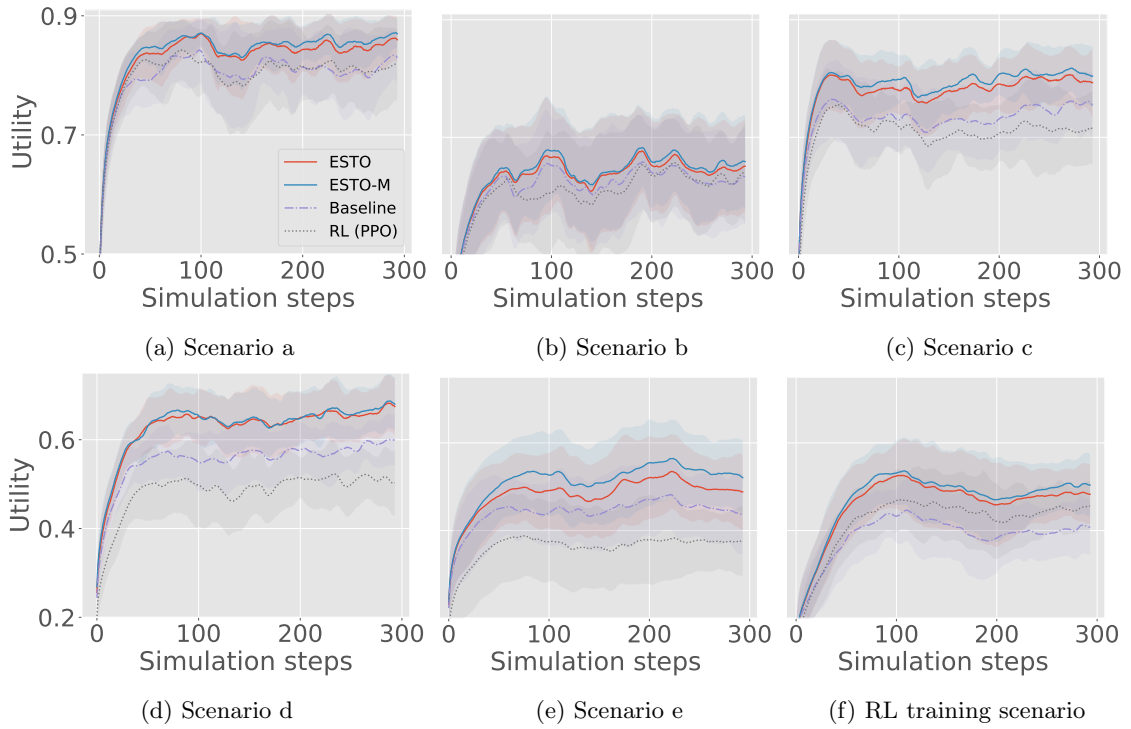 0.9
0.7
0.5
Utility
ESTO
ESTO-M
Baseline
RL (PPO)
0 100 200 300
0 100 200 300
0 100 200 300
Simulation steps
Simulation steps
Simulation steps
(a) Scenario a
(b) Scenario b
(c) Scenario c
0.6
0.4
0.2
Utility
0 100 200 300
0 100 200 300
0 100 200 300
Simulation steps
Simulation steps
Simulation steps
(d) Scenario d
(e) Scenario e
(f) RL training scenario